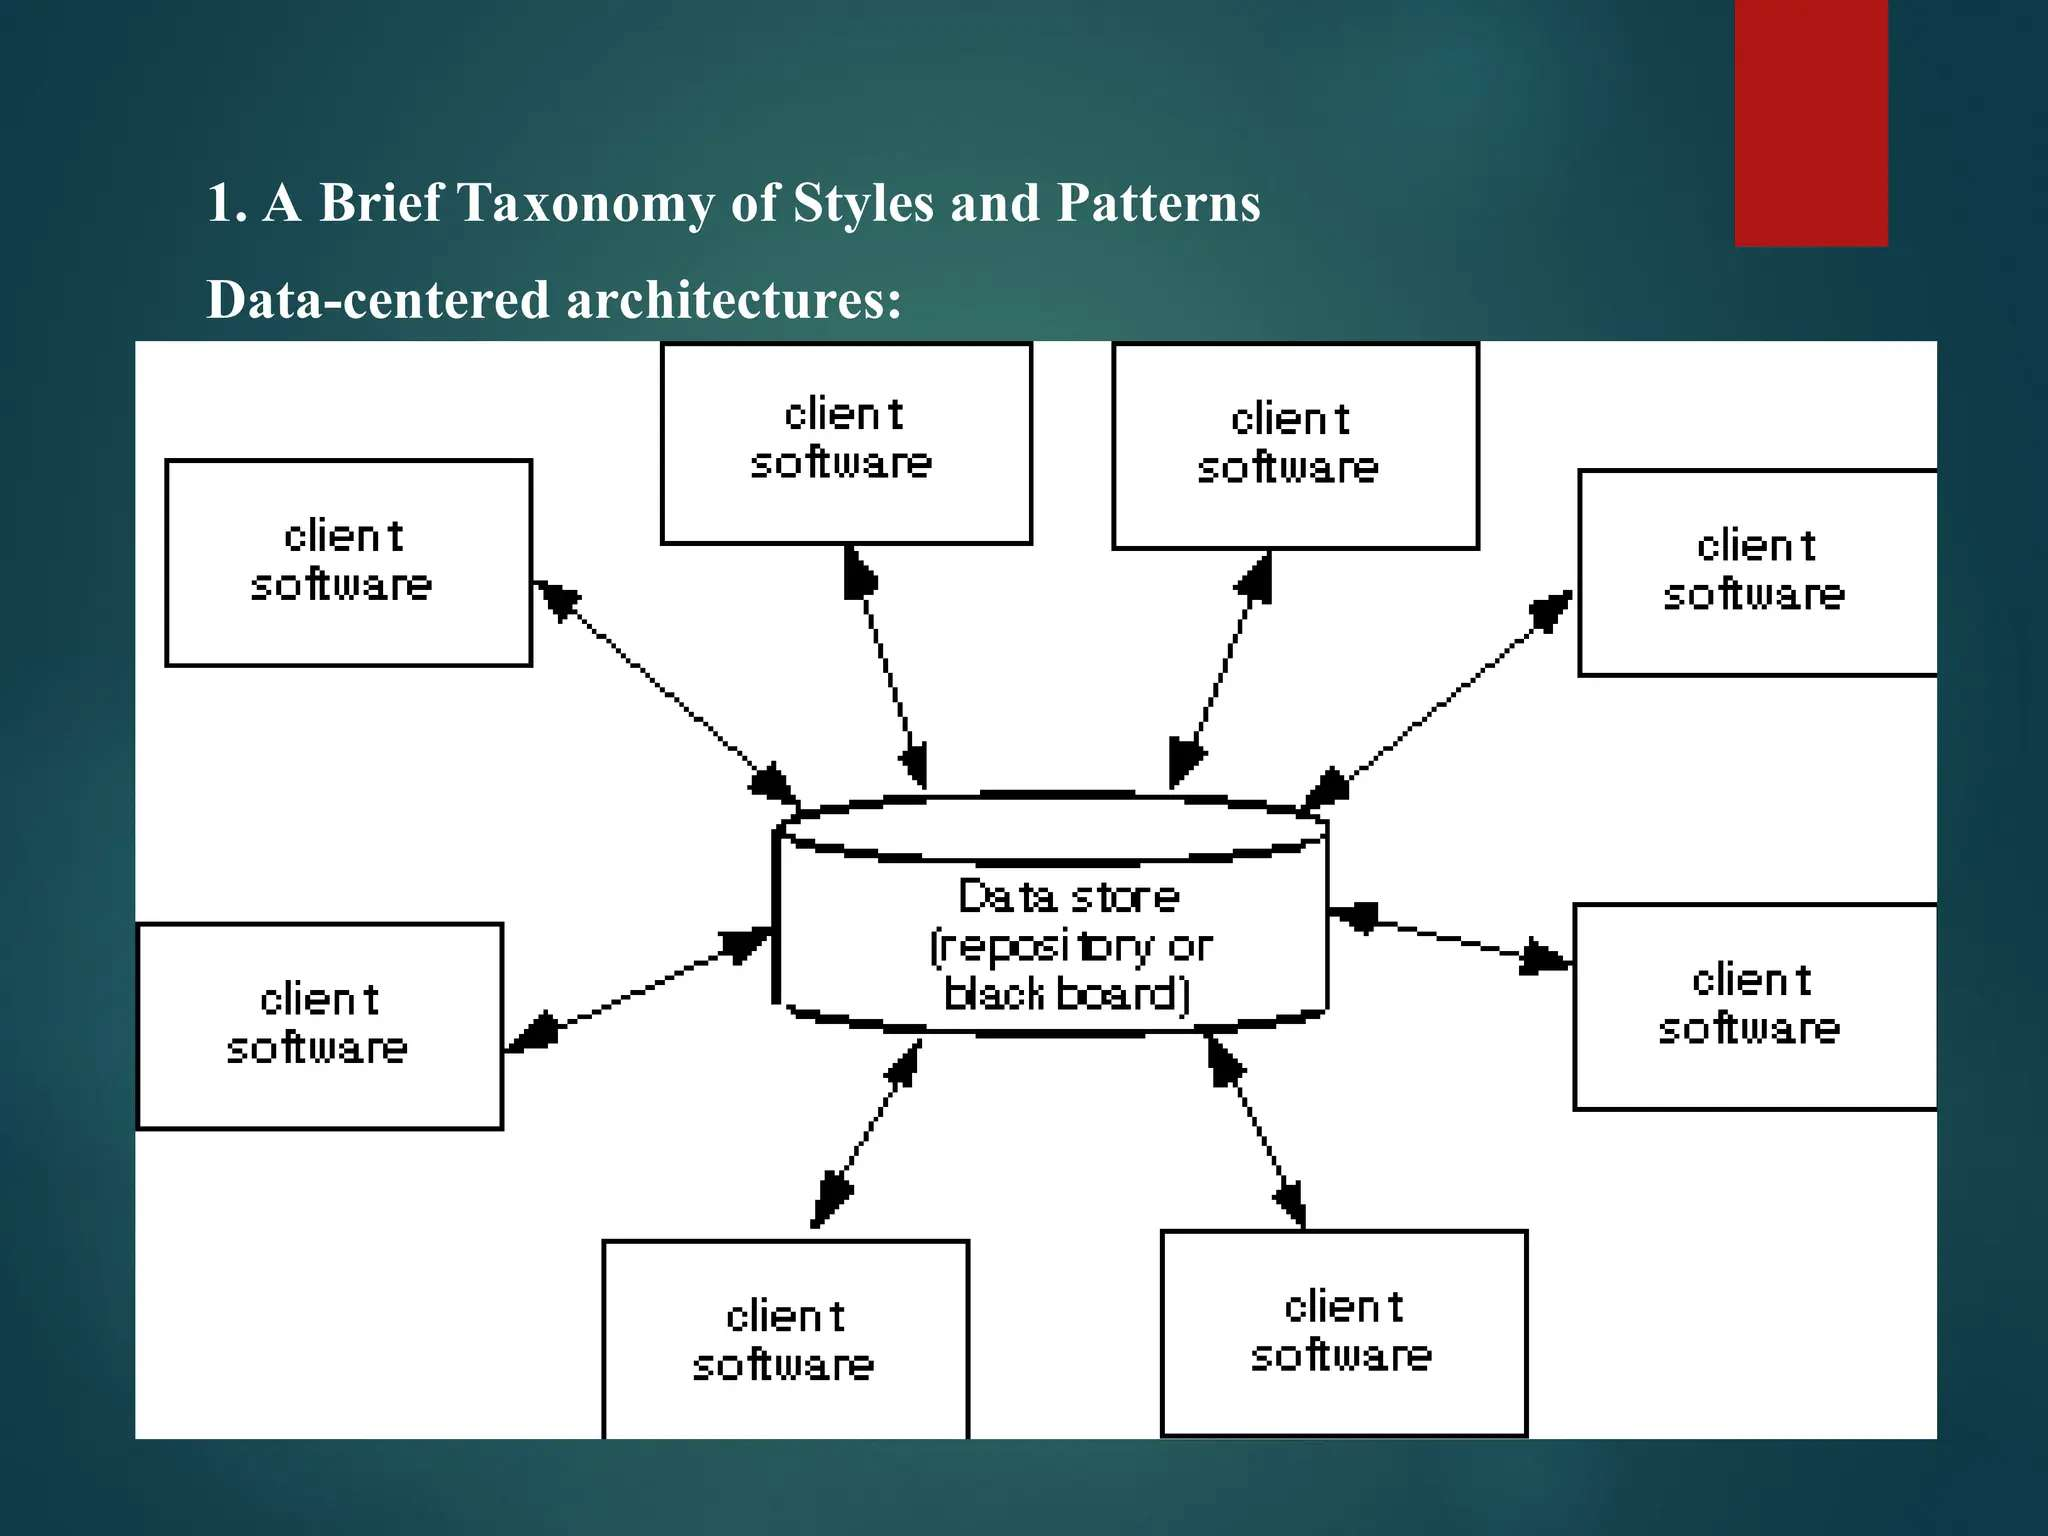 1. A Brief Taxonomy of Styles and Patterns
Data-centered architectures:
client
software
client
software
client
software
client
software
Data store
(repository or
black board)
client
software
client
software
client
software
client
software